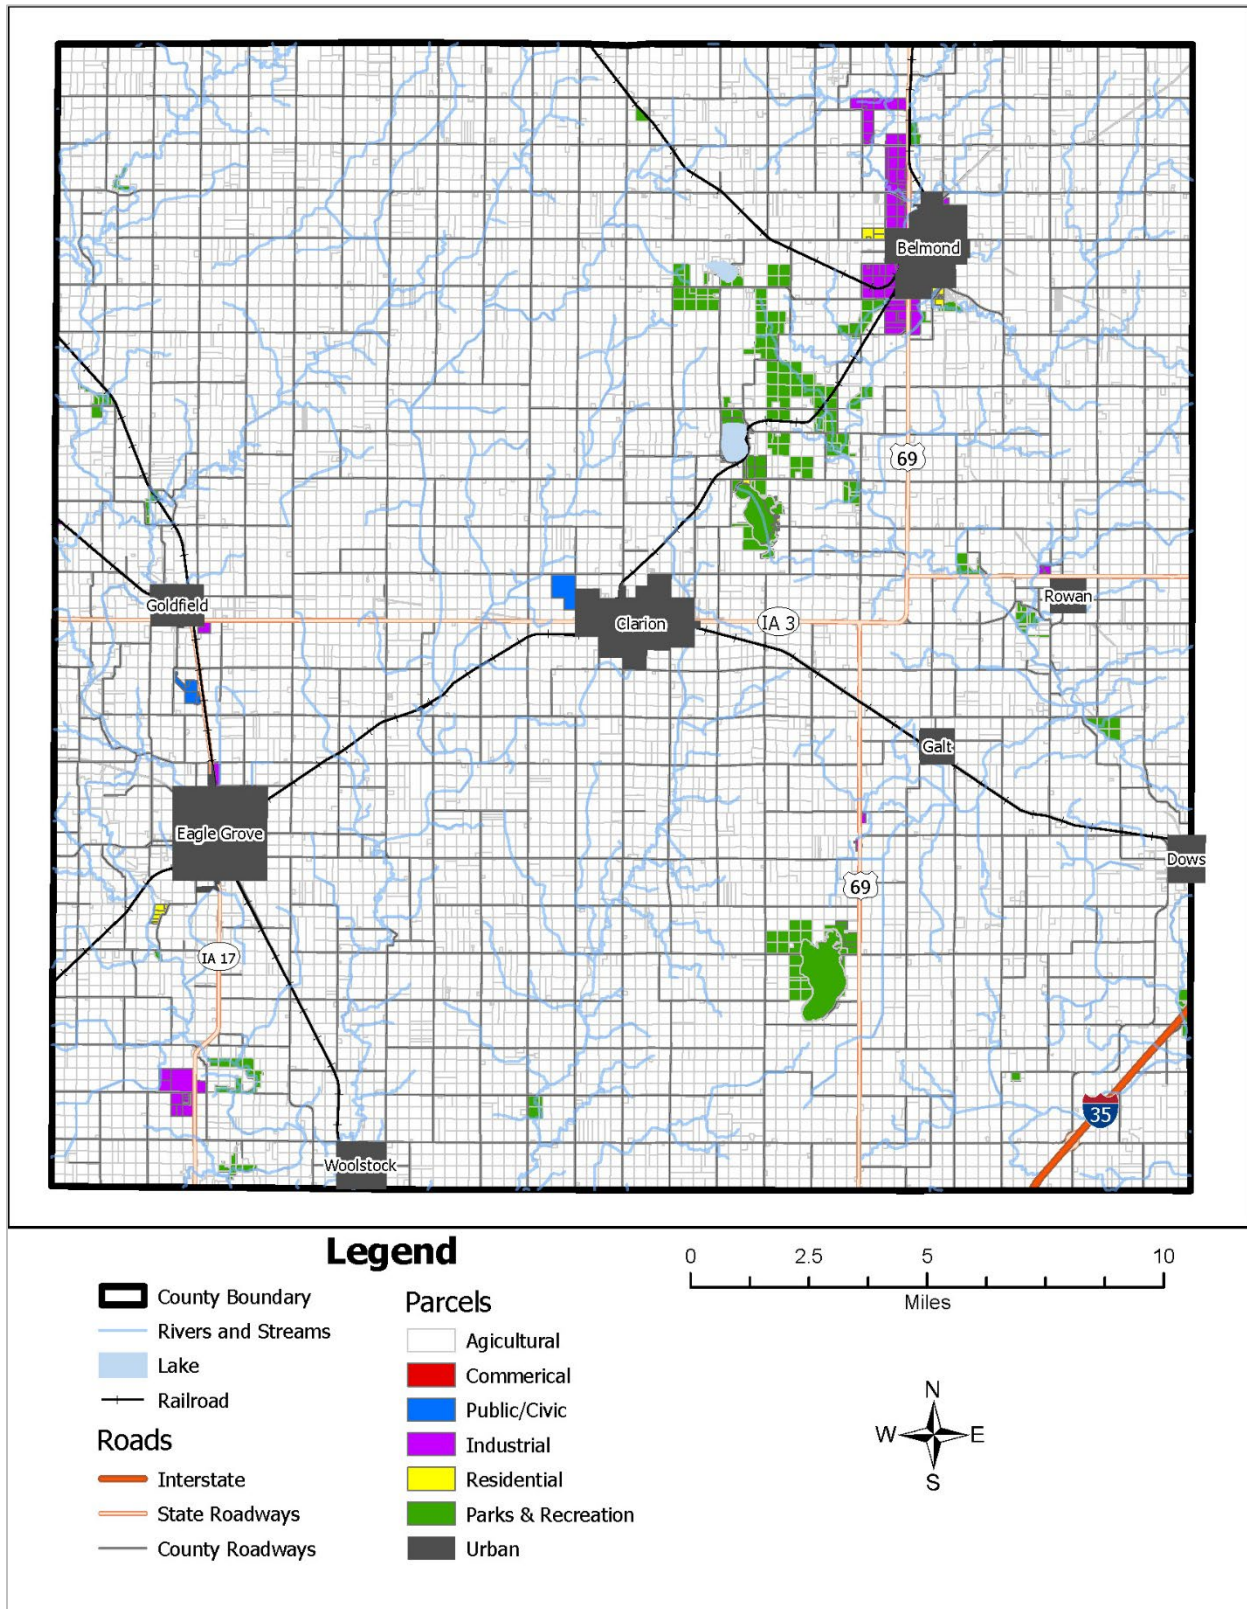 Belmond
69
Goldfield
Clarion
IA 3
Rowan
Galt
Eagle Grove
Dows
69
IA 17
35
Woolstock
Legend
County Boundary
Rivers and Streams
Lake
Railroad
Roads
Interstate
State Roadways
County Roadways
Parcels
Agicultural
Commerical
Public/Civic
Industrial
Residential
Parks & Recreation
Urban
0 2.5 5 10
Miles
N
W E
S